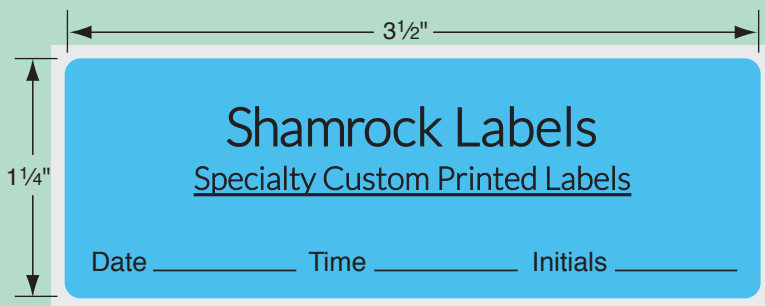 3½"
1¼"
Shamrock Labels
Specialty Custom Printed Labels
Date Time Initials